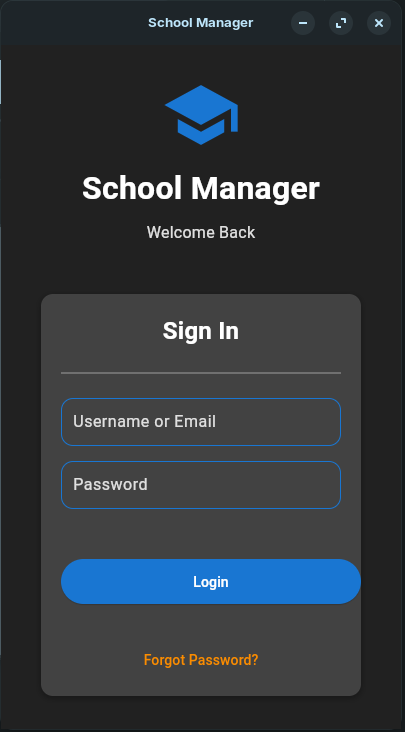 School Manager
School Manager
Welcome Back
Sign In
Username or Email
Password
Login
Forgot Password?